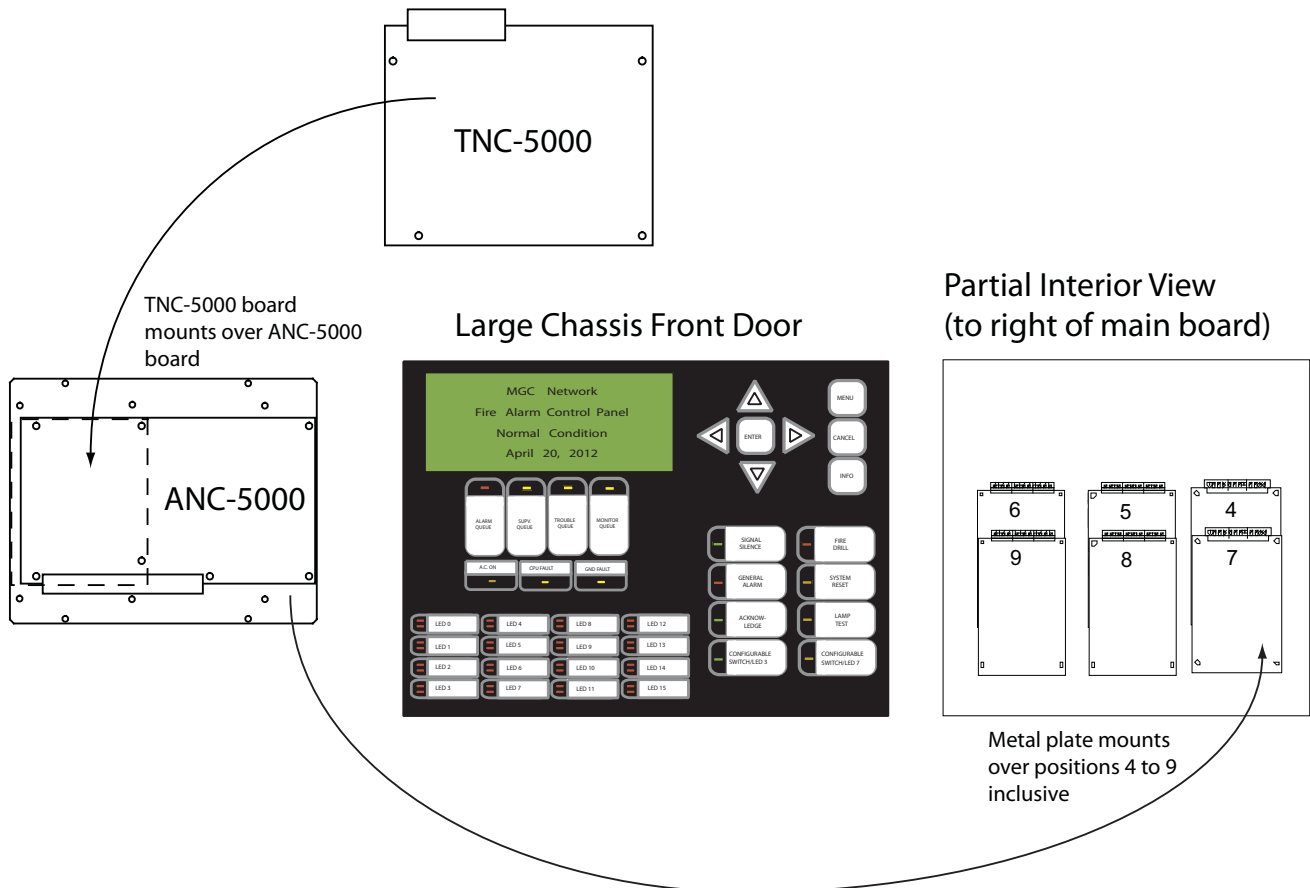 TNC-5000
TNC-5000 board
mounts over ANC-5000
board
ANC-5000
Large Chassis Front Door
MGC Network
Fire Alarm Control Panel
Normal Condition
April 20, 2012
ENTER
MENU
CANCEL
INFO
ALARM
QUEUE
SUPV.
QUEUE
TROUBLE
QUEUE
MONITOR
QUEUE
A.C. ON
CPU FAULT
GND FAULT
SIGNAL
SILENCE
FIRE
DRILL
GENERAL
ALARM
SYSTEM
RESET
ACKNOW-
LEDGE
LAMP
TEST
CONFIGURABLE
SWITCH/LED 3
CONFIGURABLE
SWITCH/LED 7
LED 0
LED 4
LED 8
LED 12
LED 1
LED 5
LED 9
LED 13
LED 2
LED 6
LED 10
LED 14
LED 3
LED 7
LED 11
LED 15
Partial Interior View
(to right of main board)
6
5
4
9
8
7
Metal plate mounts
over positions 4 to 9
inclusive